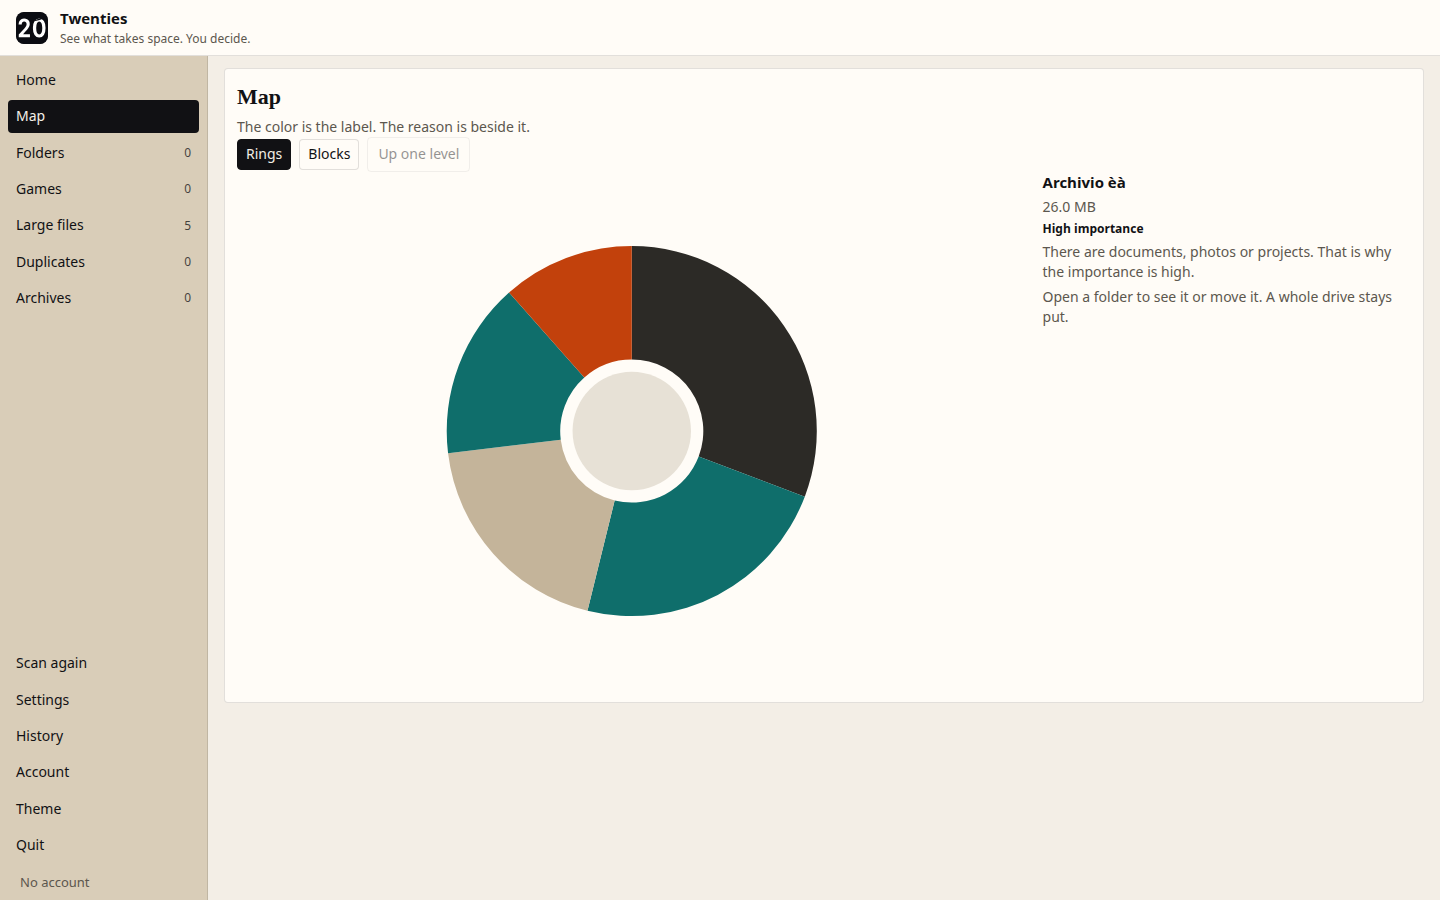 20
Twenties
See what takes space. You decide.
Home
Map
Folders 0
Games 0
Large files 5
Duplicates 0
Archives 0
Scan again
Settings
History
Account
Theme
Quit
No account
Map
The color is the label. The reason is beside it.
Rings Blocks Up one level
Archivio èà
26.0 MB
High importance
There are documents, photos or projects. That is why
the importance is high.
Open a folder to see it or move it. A whole drive stays
put.